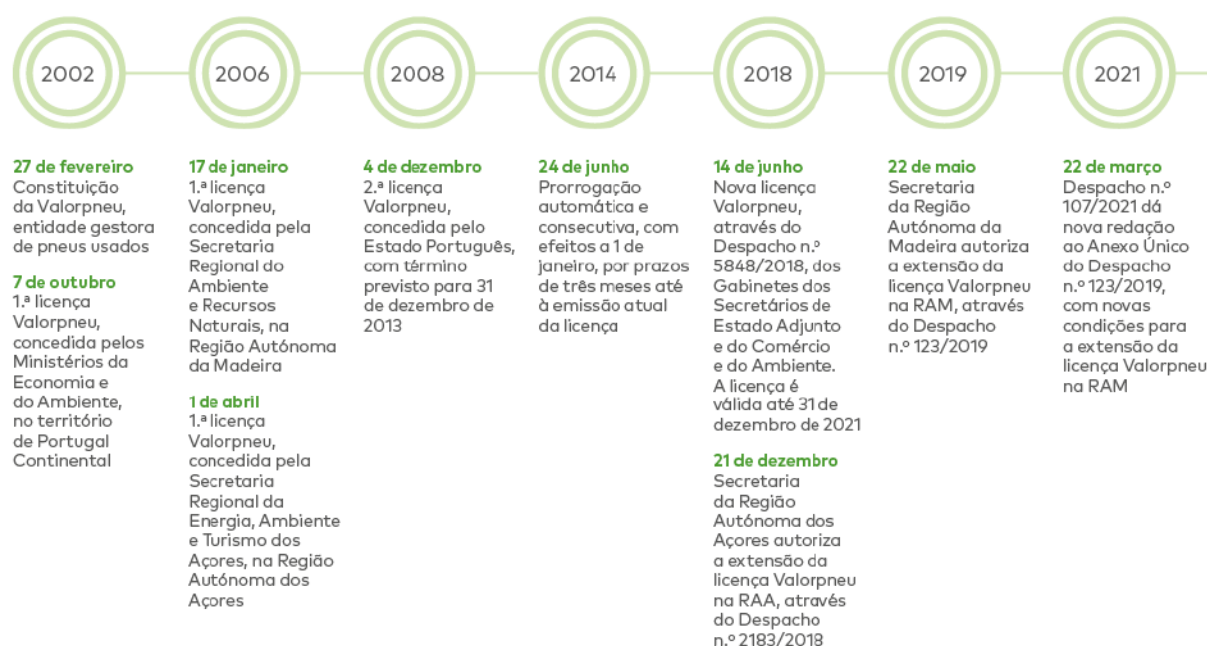 2002
27 de fevereiro
Constituição
da Valorpneu,
entidade gestora
de pneus usados
7 de outubro
1.ª licença
Valorpneu,
concedida pelos
Ministérios da
Economia e
do Ambiente,
no território
de Portugal
Continental
2006
17 de janeiro
1.ª licença
Valorpneu,
concedida pela
Secretaria
Regional do
Ambiente
e Recursos
Naturais, na
Região Autónoma
da Madeira
1 de abril
1.ª licença
Valorpneu,
concedida pela
Secretaria
Regional da
Energia, Ambiente
e Turismo dos
Açores, na Região
Autónoma dos
Açores
2008
4 de dezembro
2.ª licença
Valorpneu,
concedida pelo
Estado Português,
com término
previsto para 31
de dezembro de
2013
2014
24 de junho
Prorrogação
automática e
consecutiva, com
efeitos a 1 de
janeiro, por prazos
de três meses até
à emissão atual
da licença
2018
14 de junho
Nova licença
Valorpneu,
através do
Despacho n.º
5848/2018, dos
Gabinetes dos
Secretários de
Estado Adjunto
e do Comércio
e do Ambiente.
A licença é
válida até 31 de
dezembro de 2021
21 de dezembro
Secretaria
da Região
Autónoma dos
Açores autoriza
a extensão da
licença Valorpneu
na RAA, através
do Despacho
n.º 2183/2018
2019
22 de maio
Secretaria
da Região
Autónoma da
Madeira autoriza
a extensão da
licença Valorpneu
na RAM, através
do Despacho
n.º 123/2019
2021
22 de março
Despacho n.º
107/2021 dá
nova redação
ao Anexo Único
do Despacho
n.º 123/2019,
com novas
condições para
a extensão da
licença Valorpneu
na RAM